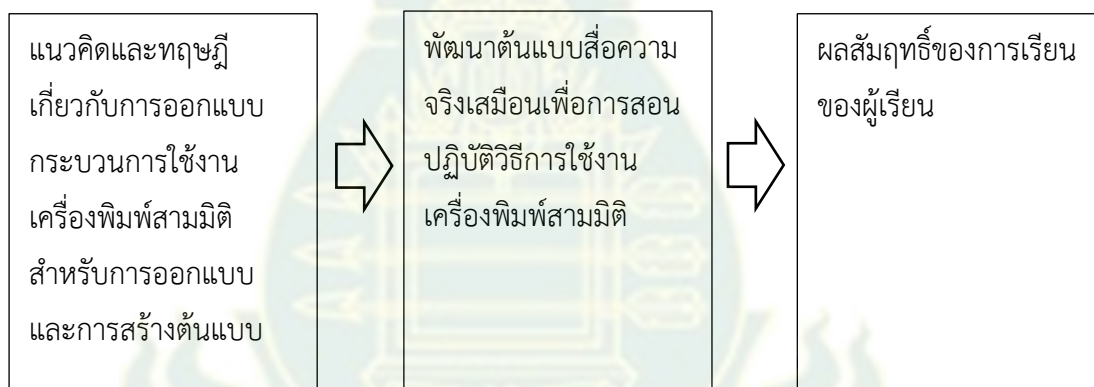 แนวคิดและทฤษฎี
เกี่ยวกับการออกแบบ
กระบวนการใช้งาน
เครื่องพิมพ์สามมิติ
สำหรับการออกแบบ
และการสร้างต้นแบบ
พัฒนาต้นแบบสื่อความ
จริงเสมือนเพื่อการสอน
ปฏิบัติวิธีการใช้งาน
เครื่องพิมพ์สามมิติ
ผลสัมฤทธิ์ของการเรียน
ของผู้เรียน